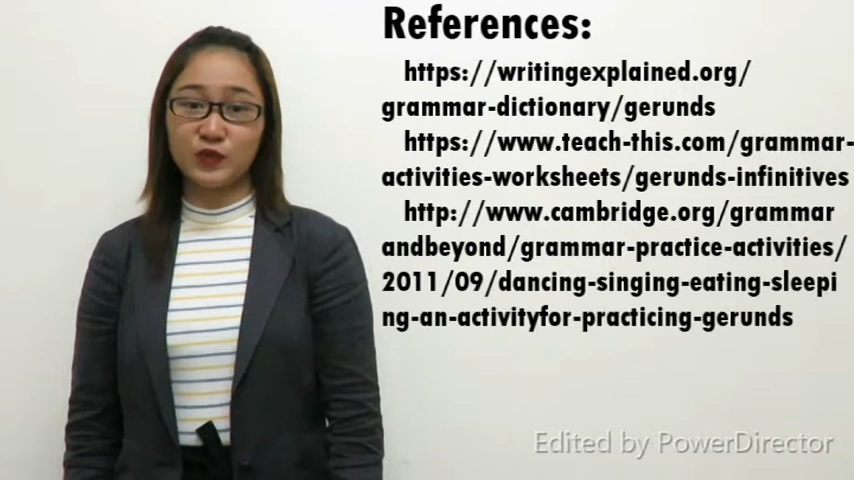 References:
https://writingexplained.org/
grammar-dictionary/gerunds
https://www.teach-this.com/grammar-
activities-worksheets/gerunds-infinitives
http://www.cambridge.org/grammar
andbeyond/grammar-practice-activities/
2011/09/dancing-singing-eating-sleepi
ng-an-activityfor-practicing-gerunds
Edited by PowerDirector